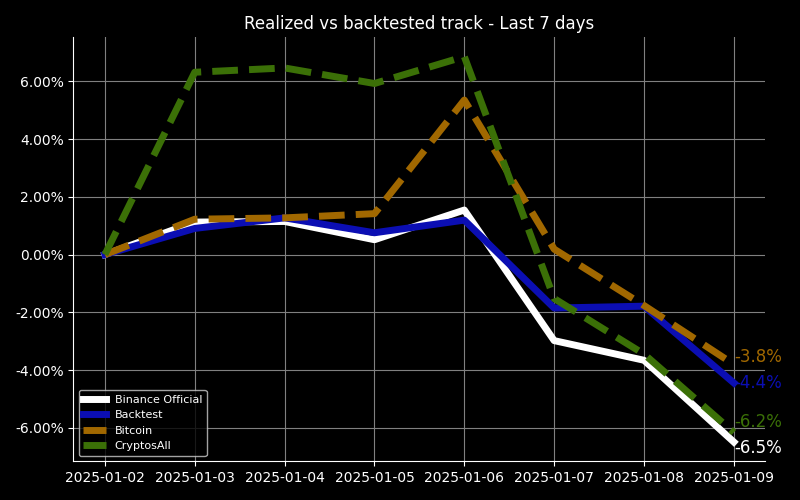 Realized vs backtested track - Last 7 days
6.00%
4.00%
2.00%
0.00%
-2.00%
-4.00%
-6.00%
-3.8%
-4.4%
-6.2%
-6.5%
Binance Official
Backtest
Bitcoin
CryptosAll
2025-01-02 2025-01-03 2025-01-04 2025-01-05 2025-01-06 2025-01-07 2025-01-08 2025-01-09